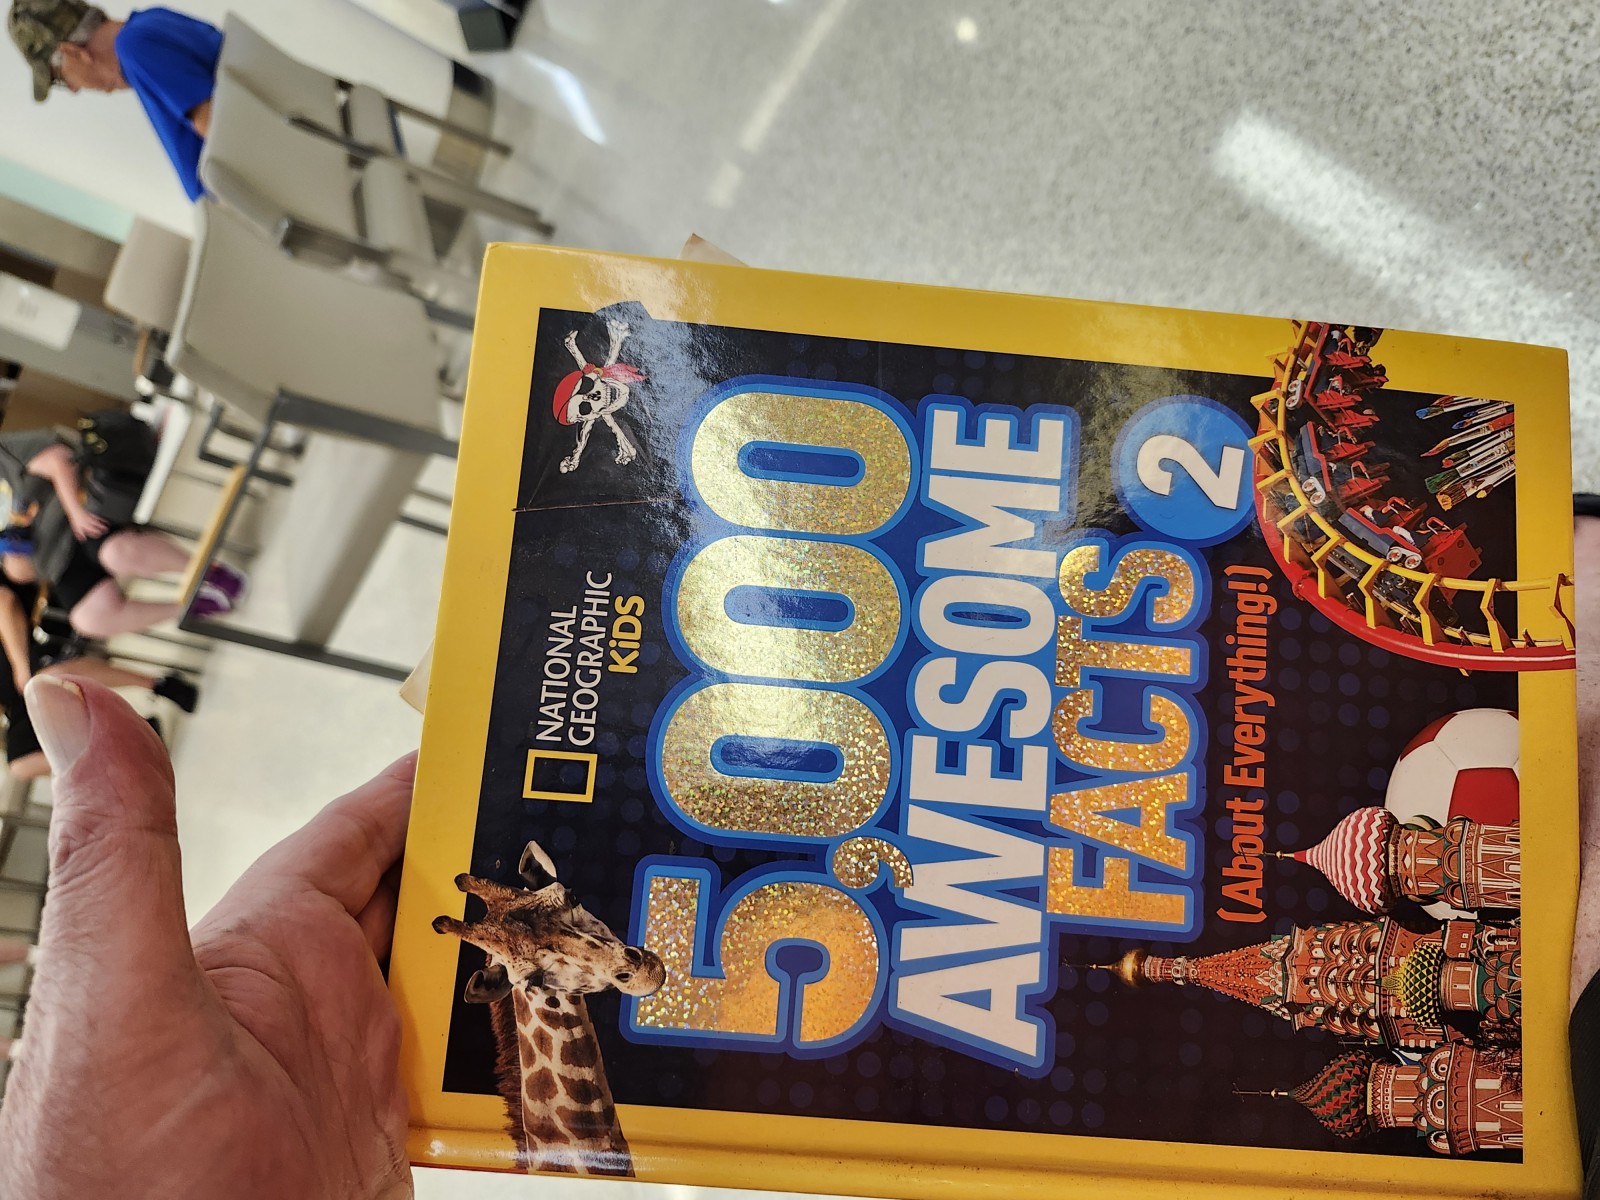 NATIONAL
GEOGRAPHIC
KiDS
5,000
AWESOME
FACTS 2
(About Everything!)